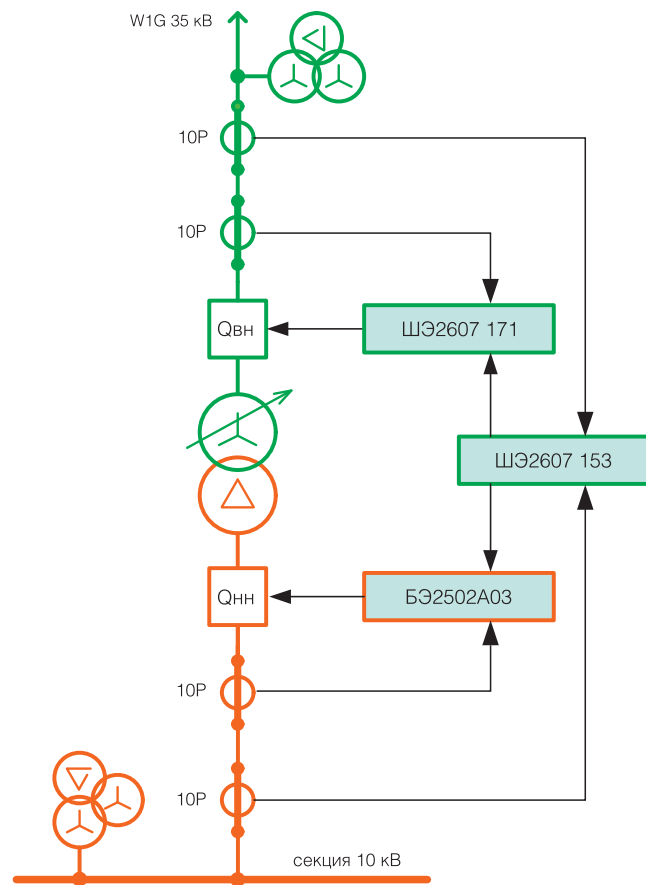 W1G 35 кВ
10Р
10Р
Qвн
ШЭ2607 171
ШЭ2607 153
Qнн
БЭ2502А03
10Р
10Р
секция 10 кВ